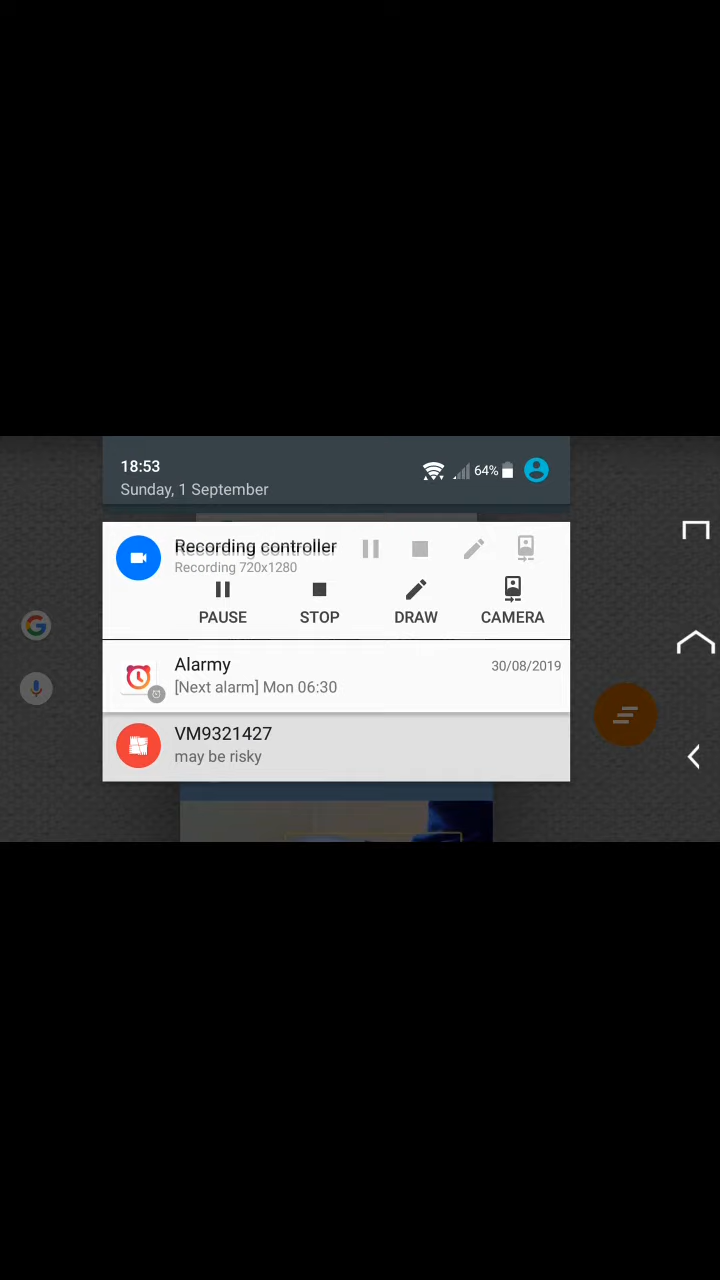 18:53
64%
Sunday, 1 September
Recording controller
Recording 720x1280
PAUSE
STOP
DRAW
CAMERA
Alarmy
30/08/2019
[Next alarm] Mon 06:30
VM9321427
may be risky